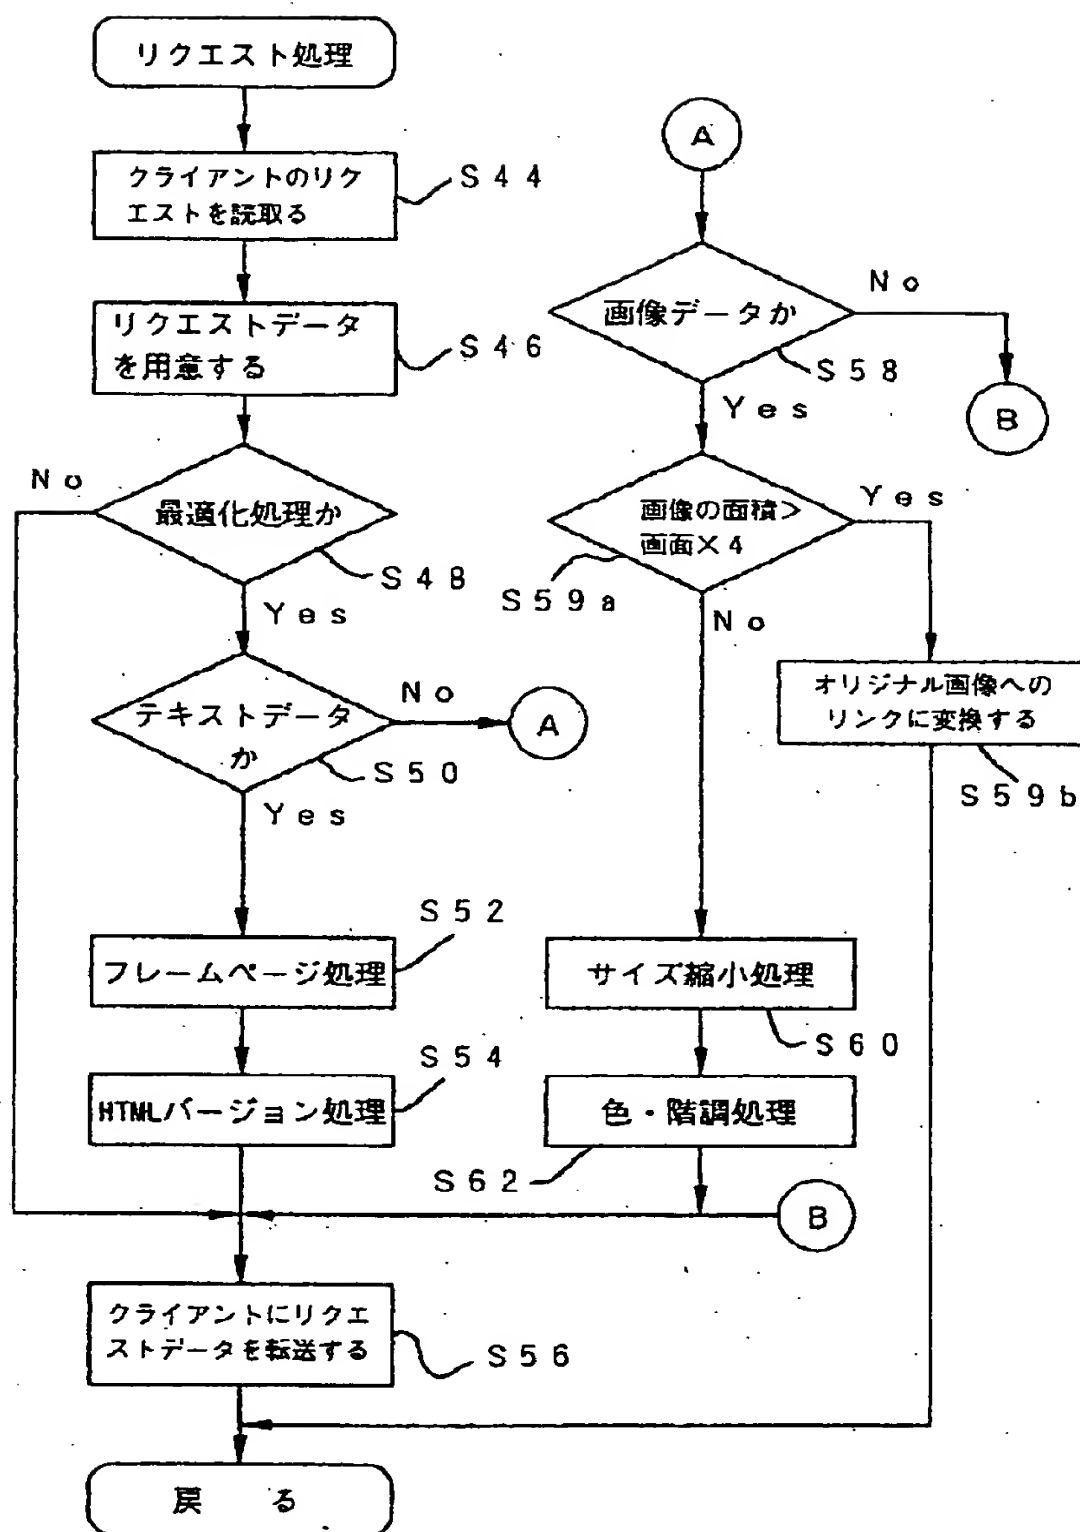 リクエスト処理
クライアントのリク
エストを読取る
S44
リクエストデータ
を用意する
S46
No
最適化処理か
S48
Yes
テキストデータ
か
No
A
S50
Yes
S52
フレームページ処理
S54
HTMLバージョン処理
クライアントにリクエ
ストデータを転送する
S56
戻 る
A
画像データか
No
S58
B
Yes
画像の面積>
画面×4
Yes
S59a
No
オリジナル画像への
リンクに変換する
S59b
サイズ縮小処理
S60
色・階調処理
S62
B